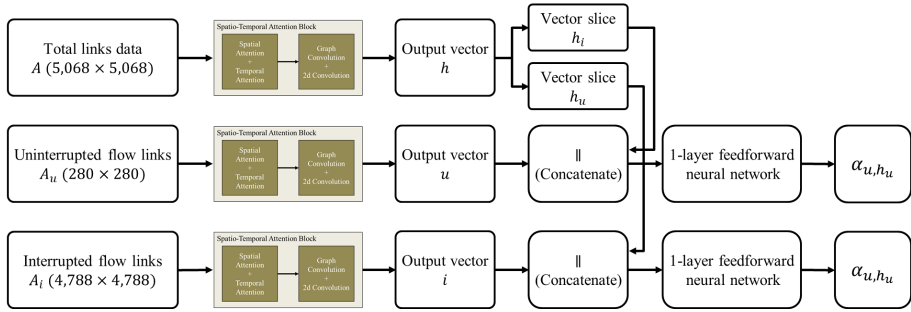 Total links data
A (5,068 × 5,068)
Spatio-Temporal Attention Block
Spatial
Attention
+
Temporal
Attention
Graph
Convolution
+
2d Convolution
Output vector
h
Vector slice
h_i
Vector slice
h_u
Uninterrupted flow links
A_u (280 × 280)
Spatio-Temporal Attention Block
Spatial
Attention
+
Temporal
Attention
Graph
Convolution
+
2d Convolution
Output vector
u
∥
(Concatenate)
1-layer feedforward
neural network
α_{u,h_u}
Interrupted flow links
A_i (4,788 × 4,788)
Spatio-Temporal Attention Block
Spatial
Attention
+
Temporal
Attention
Graph
Convolution
+
2d Convolution
Output vector
i
∥
(Concatenate)
1-layer feedforward
neural network
α_{u,h_u}